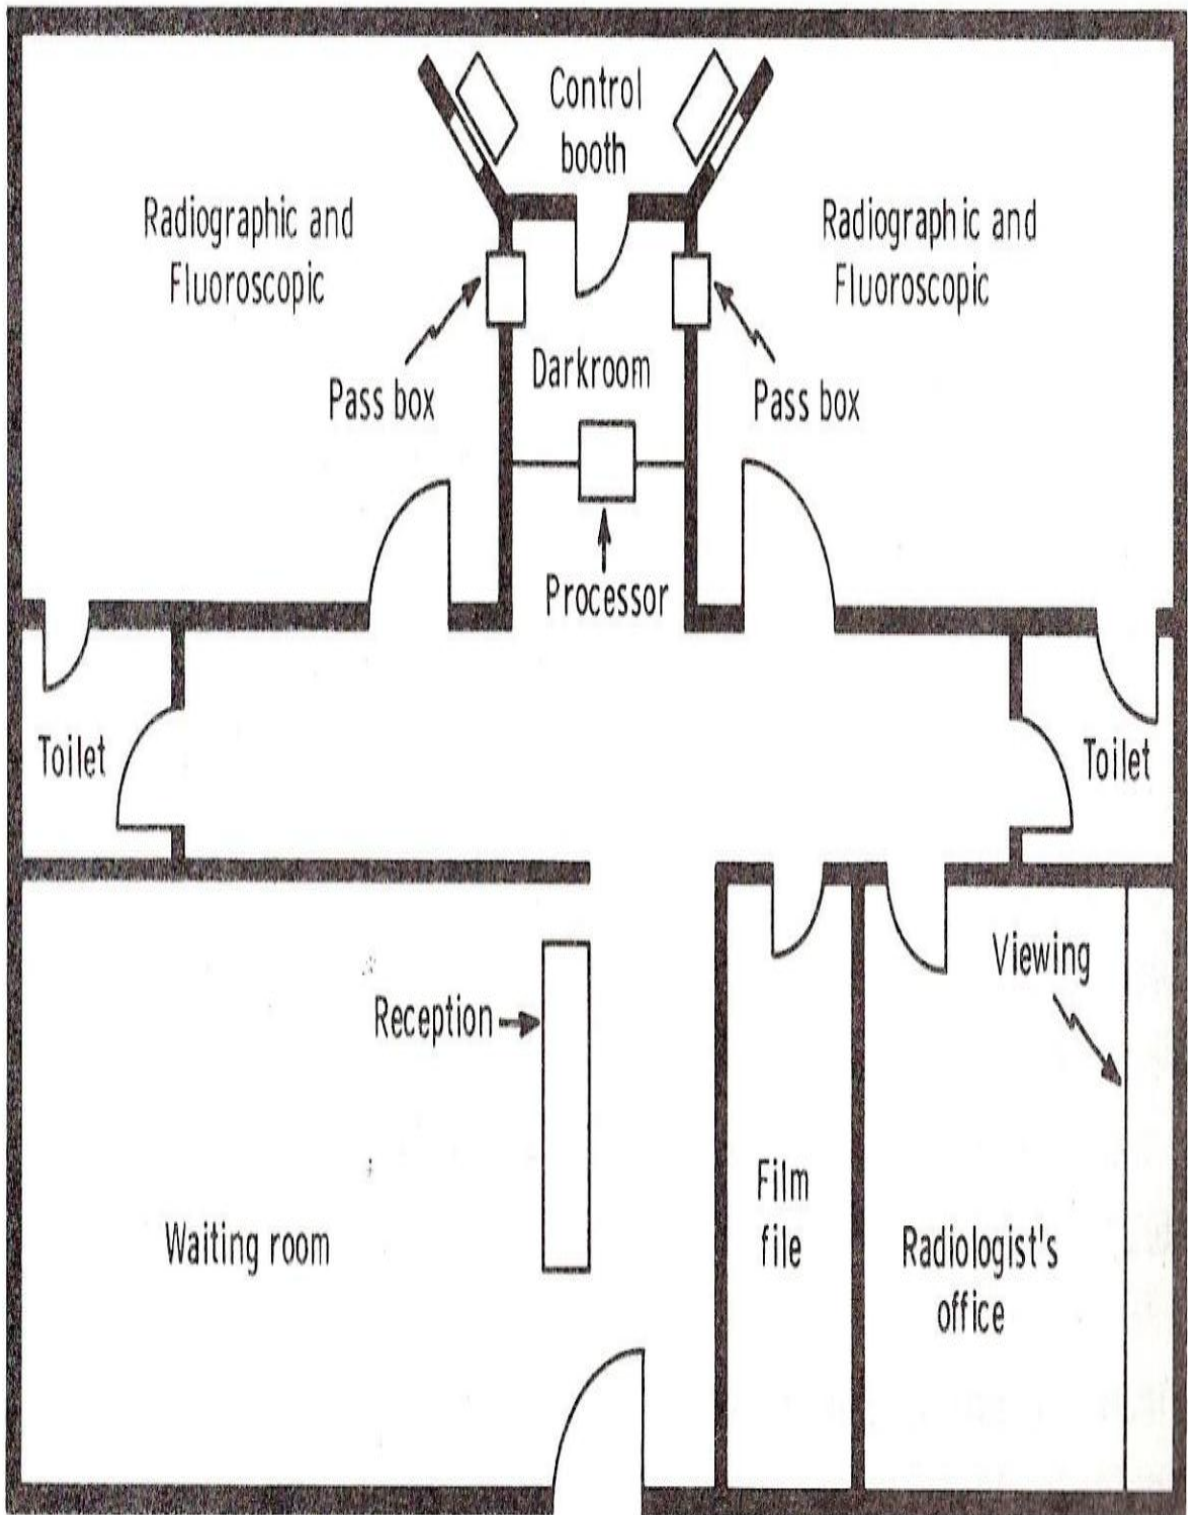 Control
booth
Radiographic and
Fluoroscopic
Radiographic and
Fluoroscopic
Pass box
Darkroom
Pass box
Processor
Toilet
Toilet
Viewing
Reception
Film
file
Waiting room
Radiologist's
office